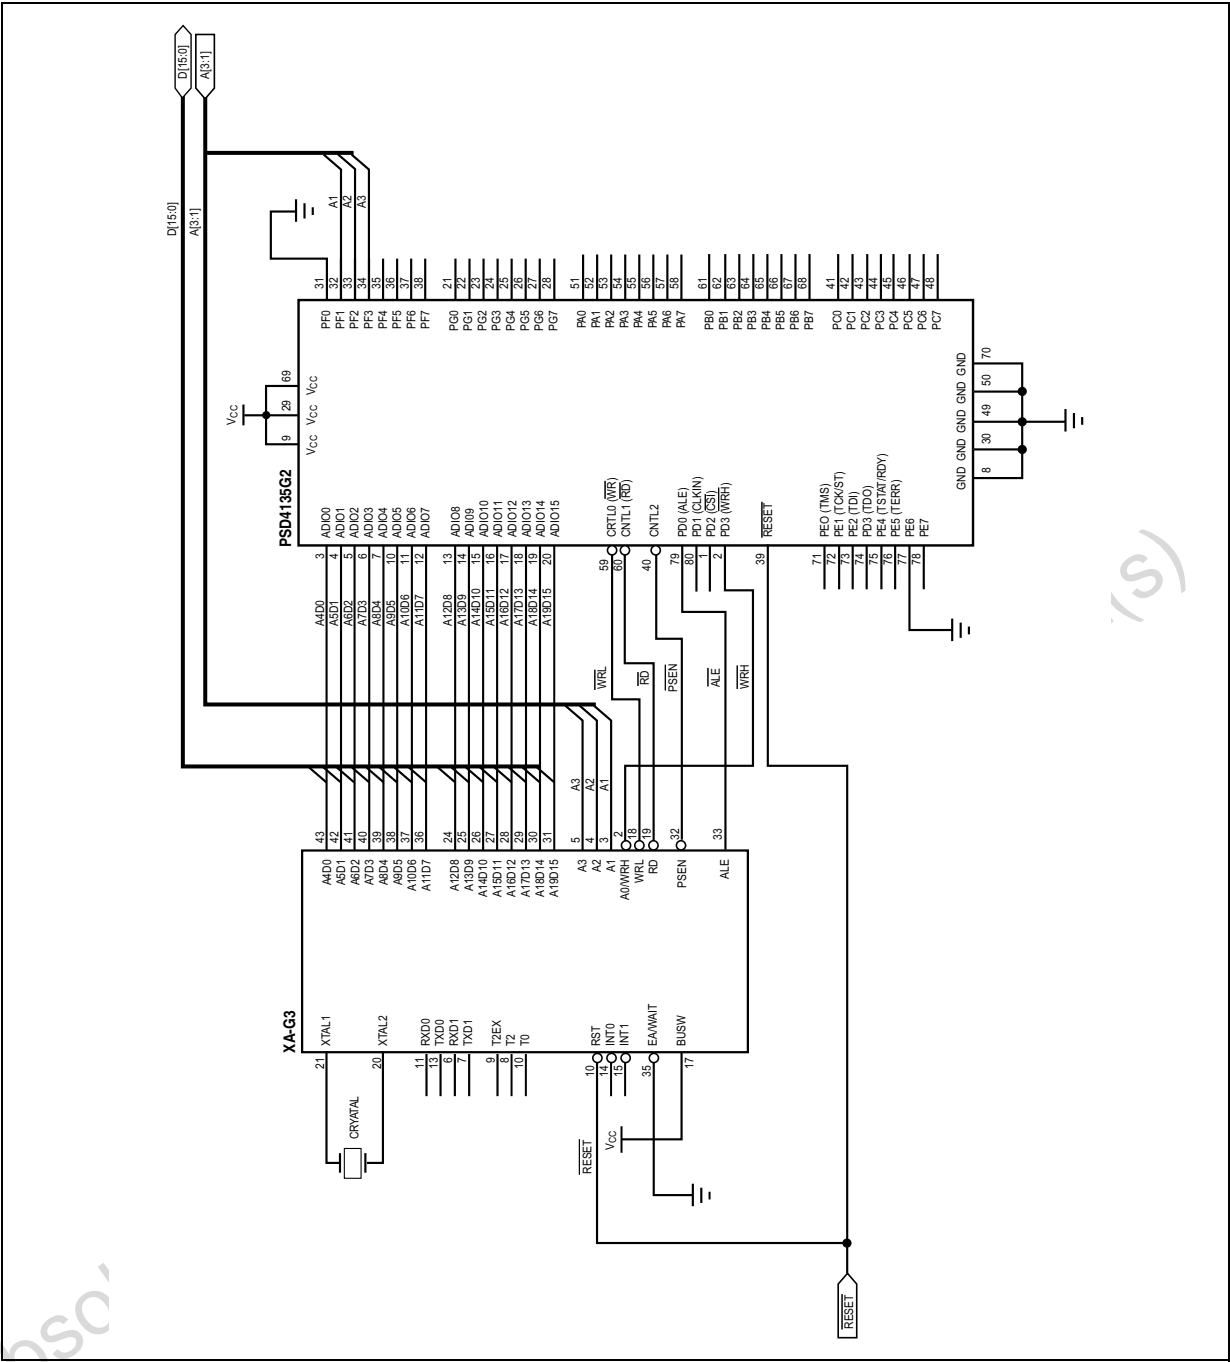 D[15:0]
A[3:1]
D[15:0]
A[3:1]
XA-G3
CRYATAL
21
XTAL1
20
XTAL2
11
RXD0
13
TXD0
6
RXD1
7
TXD1
9
T2EX
8
T2
10
T0
RESET
10
RST
14
INT0
15
INT1
35
EA/WAIT
17
BUSW
VCC
RESET
A4D0
43
A5D1
42
A6D2
41
A7D3
40
A8D4
39
A9D5
38
A10D6
37
A11D7
36
A12D8
24
A13D9
25
A14D10
26
A15D11
27
A16D12
28
A17D13
29
A18D14
30
A19D15
31
A3
5
A3
A2
4
A2
A1
3
A1
A0/WRH
2
WRL
18
RD
19
PSEN
32
ALE
33
WRL
RD
PSEN
ALE
WRH
PSD4135G2
A4D0
3
ADIO0
A5D1
4
ADIO1
A6D2
5
ADIO2
A7D3
6
ADIO3
A8D4
7
ADIO4
A9D5
10
ADIO5
A10D6
11
ADIO6
A11D7
12
ADIO7
A12D8
13
ADIO8
A13D9
14
ADIO9
A14D10
15
ADIO10
A15D11
16
ADIO11
A16D12
17
ADIO12
A17D13
18
ADIO13
A18D14
19
ADIO14
A19D15
20
ADIO15
59
CRTL0 (WR)
60
CNTL1 (RD)
40
CNTL2
79
PD0 (ALE)
80
PD1 (CLKIN)
1
PD2 (CSI)
2
PD3 (WRH)
39
RESET
71
PEO (TMS)
72
PE1 (TCK/ST)
73
PE2 (TDI)
74
PD3 (TDO)
75
PE4 (TSTAT/RDY)
76
PE5 (TERR)
77
PE6
78
PE7
VCC
9
VCC
29
VCC
69
VCC
PF0
31
PF1
32
A1
PF2
33
A2
PF3
34
A3
PF4
35
PF5
36
PF6
37
PF7
38
PG0
21
PG1
22
PG2
23
PG3
24
PG4
25
PG5
26
PG6
27
PG7
28
PA0
51
PA1
52
PA2
53
PA3
54
PA4
55
PA5
56
PA6
57
PA7
58
PB0
61
PB1
62
PB2
63
PB3
64
PB4
65
PB5
66
PB6
67
PB7
68
PC0
41
PC1
42
PC2
43
PC3
44
PC4
45
PC5
46
PC6
47
PC7
48
GND
8
GND
30
GND
49
GND
50
GND
70